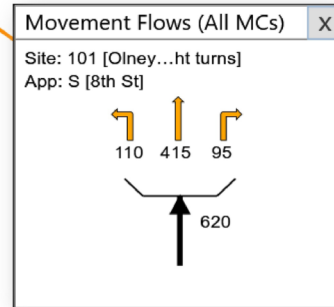 Movement Flows (All MCs) X
Site: 101 [Olney…ht turns]
App: S [8th St]
110 415 95
620